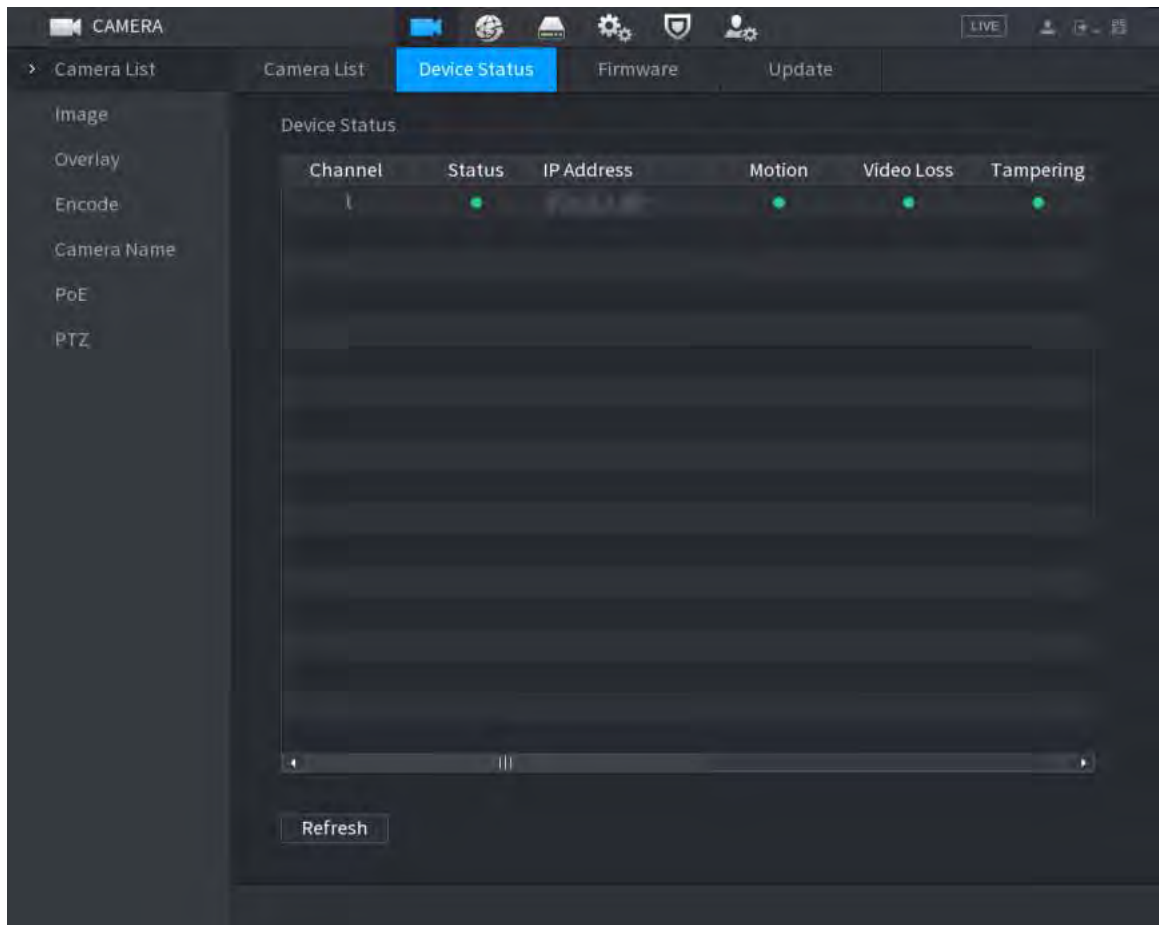 CAMERA LIVE
Camera List Camera List Device Status Firmware Update
Image
Device Status
Overlay
Channel Status IP Address Motion Video Loss Tampering
Encode
1
Camera Name
PoE
PTZ
Refresh